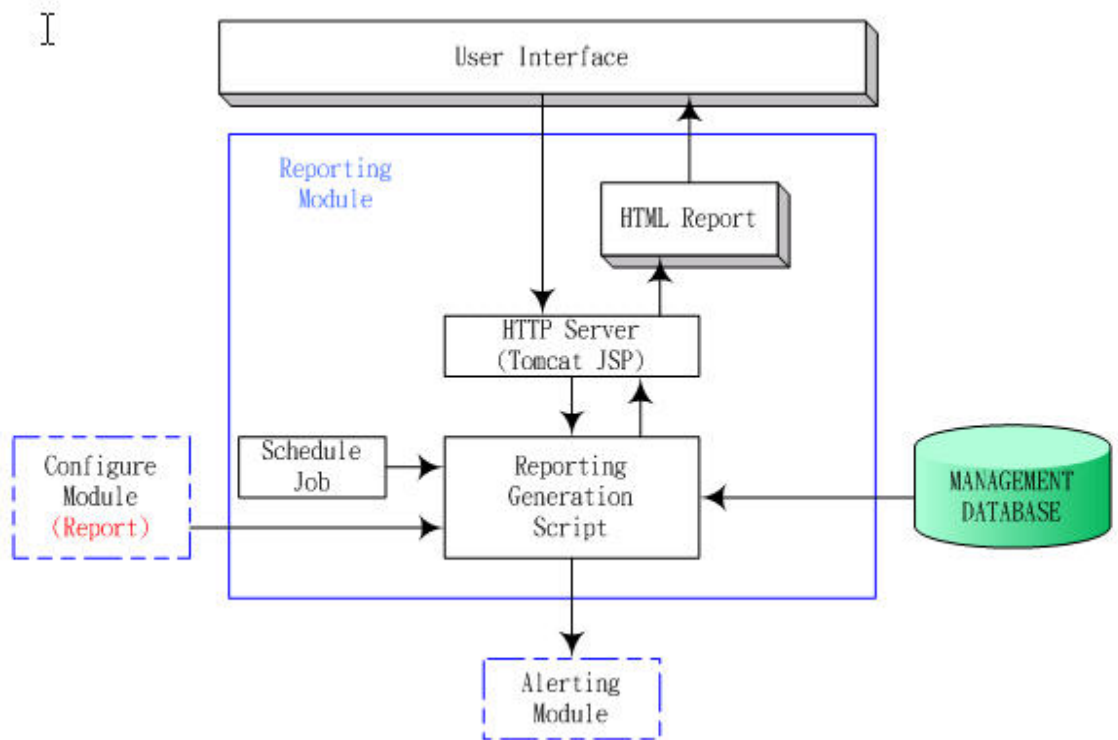 User Interface
Reporting
Module
HTML Report
HTTP Server
(Tomcat JSP)
Schedule
Job
Configure
Module
(Report)
Reporting
Generation
Script
MANAGEMENT
DATABASE
Alerting
Module